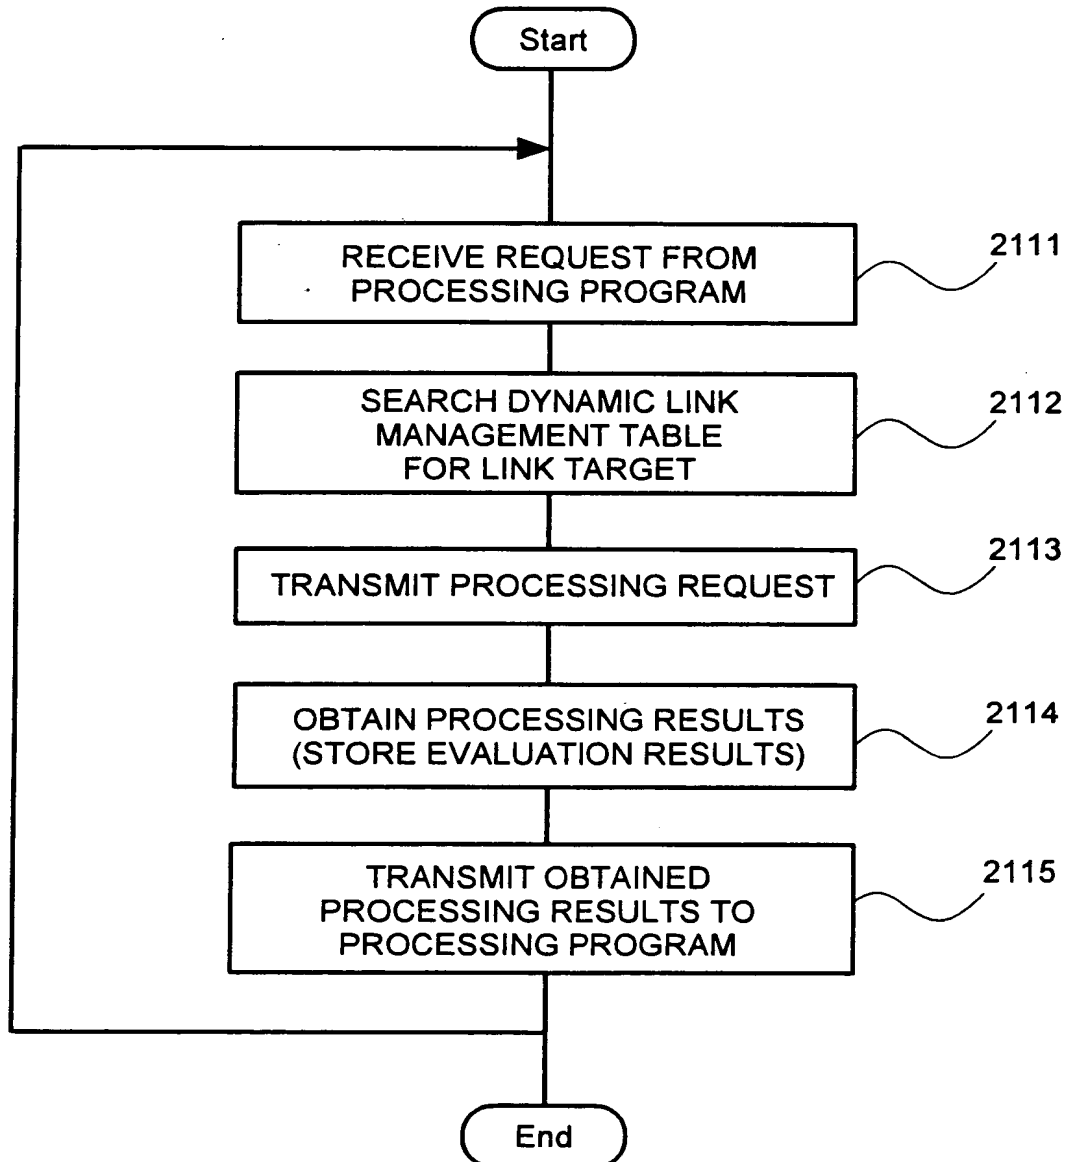 Start
RECEIVE REQUEST FROM
PROCESSING PROGRAM
2111
SEARCH DYNAMIC LINK
MANAGEMENT TABLE
FOR LINK TARGET
2112
TRANSMIT PROCESSING REQUEST
2113
OBTAIN PROCESSING RESULTS
(STORE EVALUATION RESULTS)
2114
TRANSMIT OBTAINED
PROCESSING RESULTS TO
PROCESSING PROGRAM
2115
End